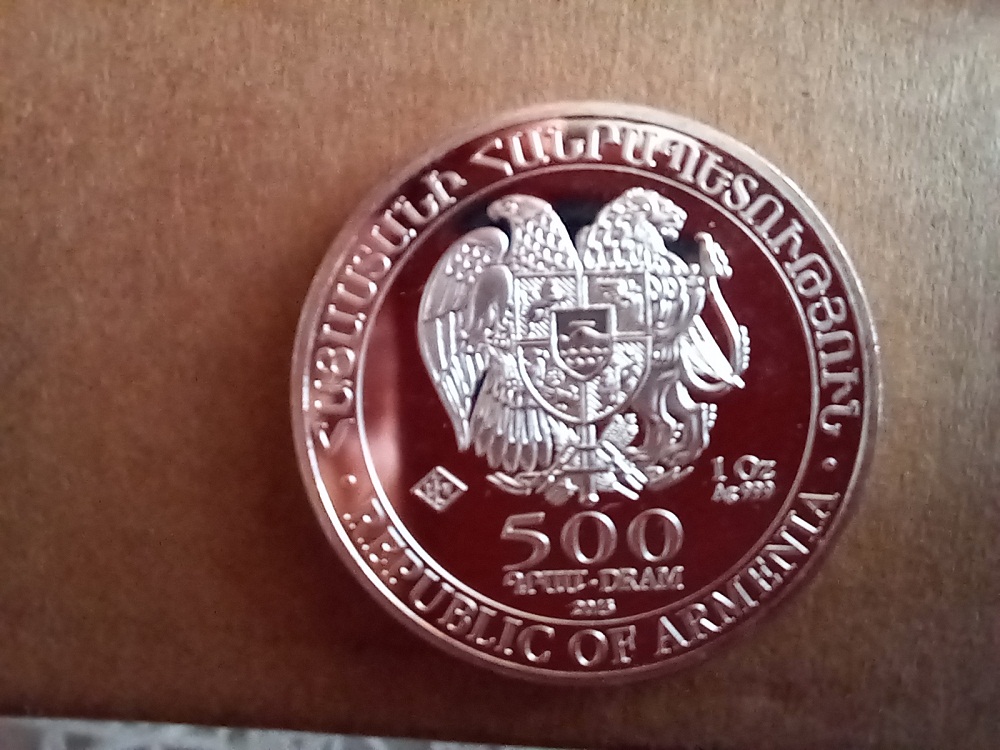 ՀԱՅԱՍՏԱՆԻ ՀԱՆՐԱՊԵՏՈՒԹՅՈՒՆ
1 Oz
Ag 999
500
ԴՐԱՄ · DRAM
· REPUBLIC OF ARMENIA ·